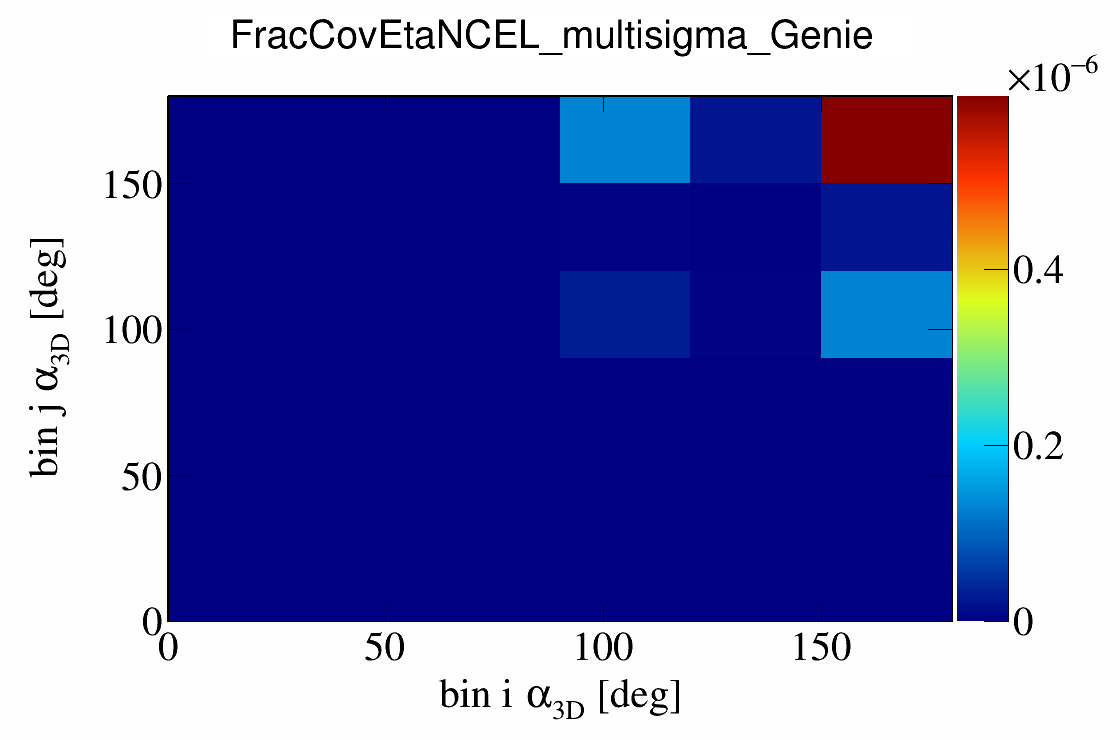 FracCovEtaNCEL_multisigma_Genie
×10⁻⁶
150
100
50
0
0.4
0.2
0
0 50 100 150
bin j α3D [deg]
bin i α3D [deg]